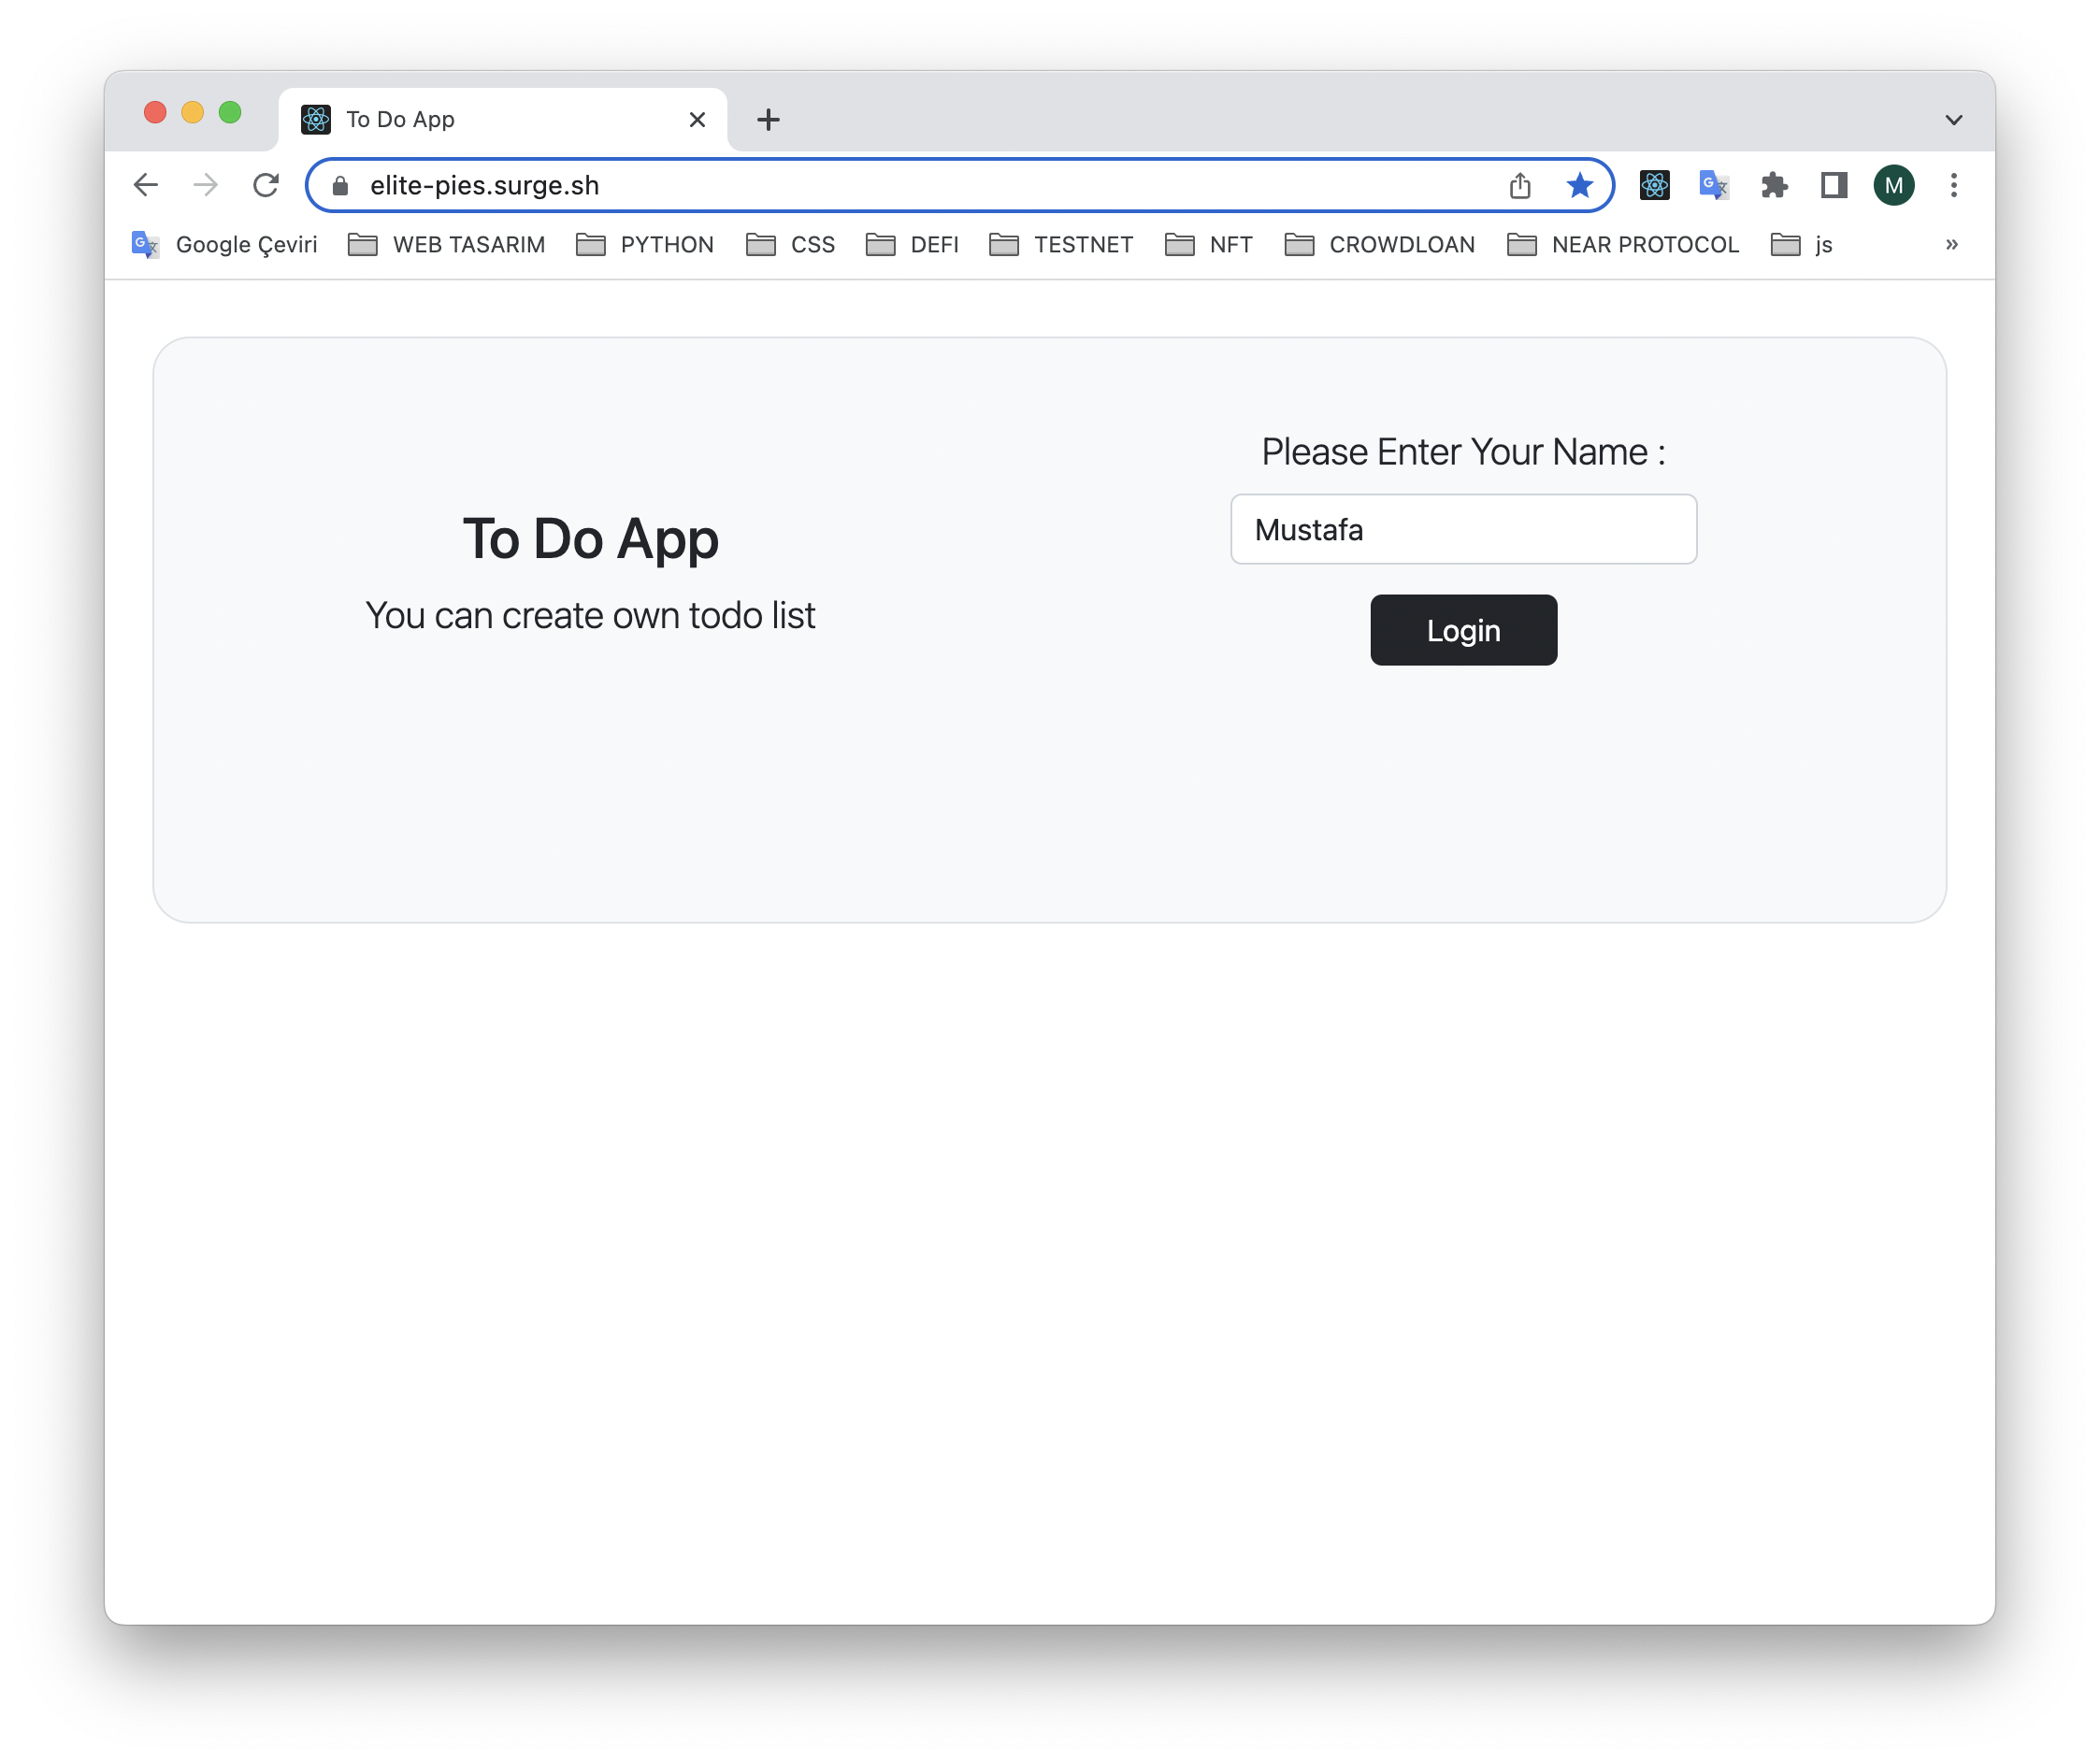 To Do App
elite-pies.surge.sh
M
Google Çeviri WEB TASARIM PYTHON CSS DEFI TESTNET NFT CROWDLOAN NEAR PROTOCOL js »
To Do App
You can create own todo list
Please Enter Your Name :
Mustafa
Login